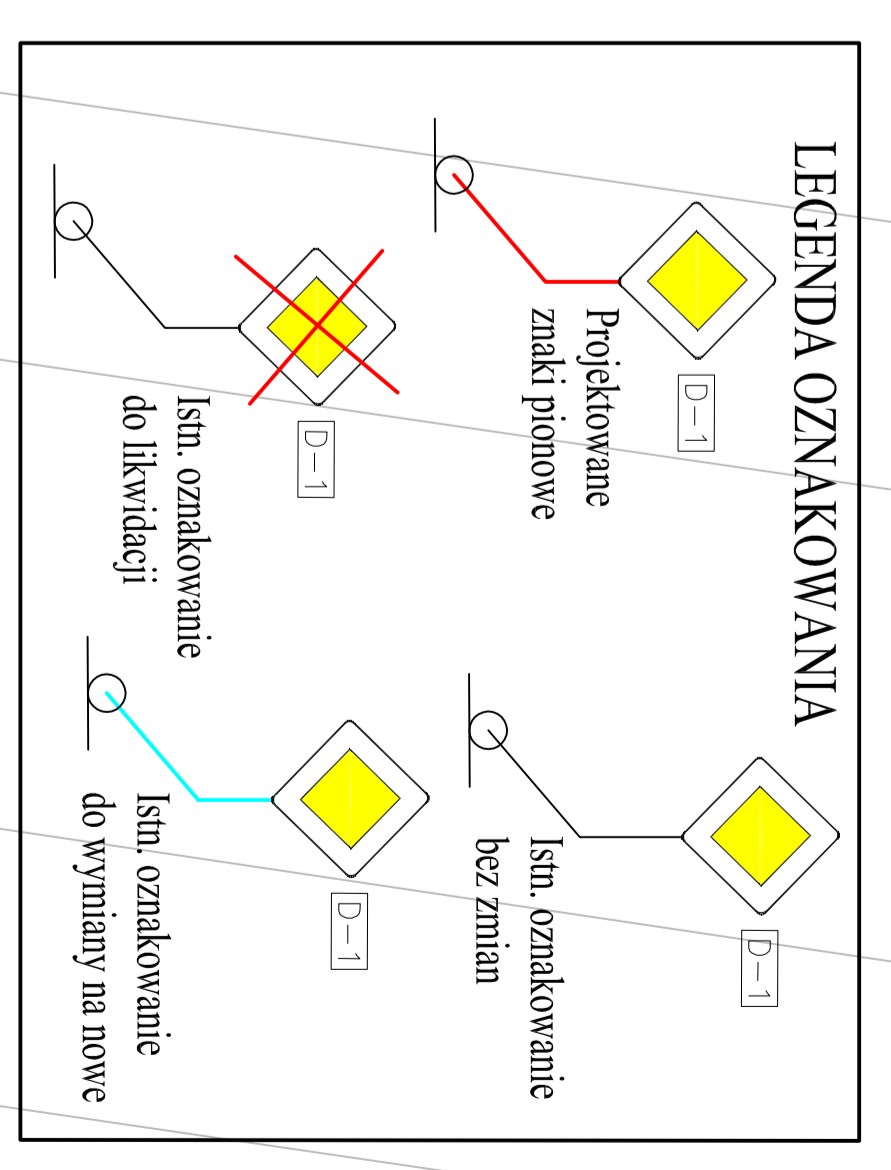 LEGENDA OZNAKOWANIA
D-1
Projektowane
znaki pionowe
D-1
Istn. oznakowanie
bez zmian
D-1
Istn. oznakowanie
do likwidacji
D-1
Istn. oznakowanie
do wymiany na nowe